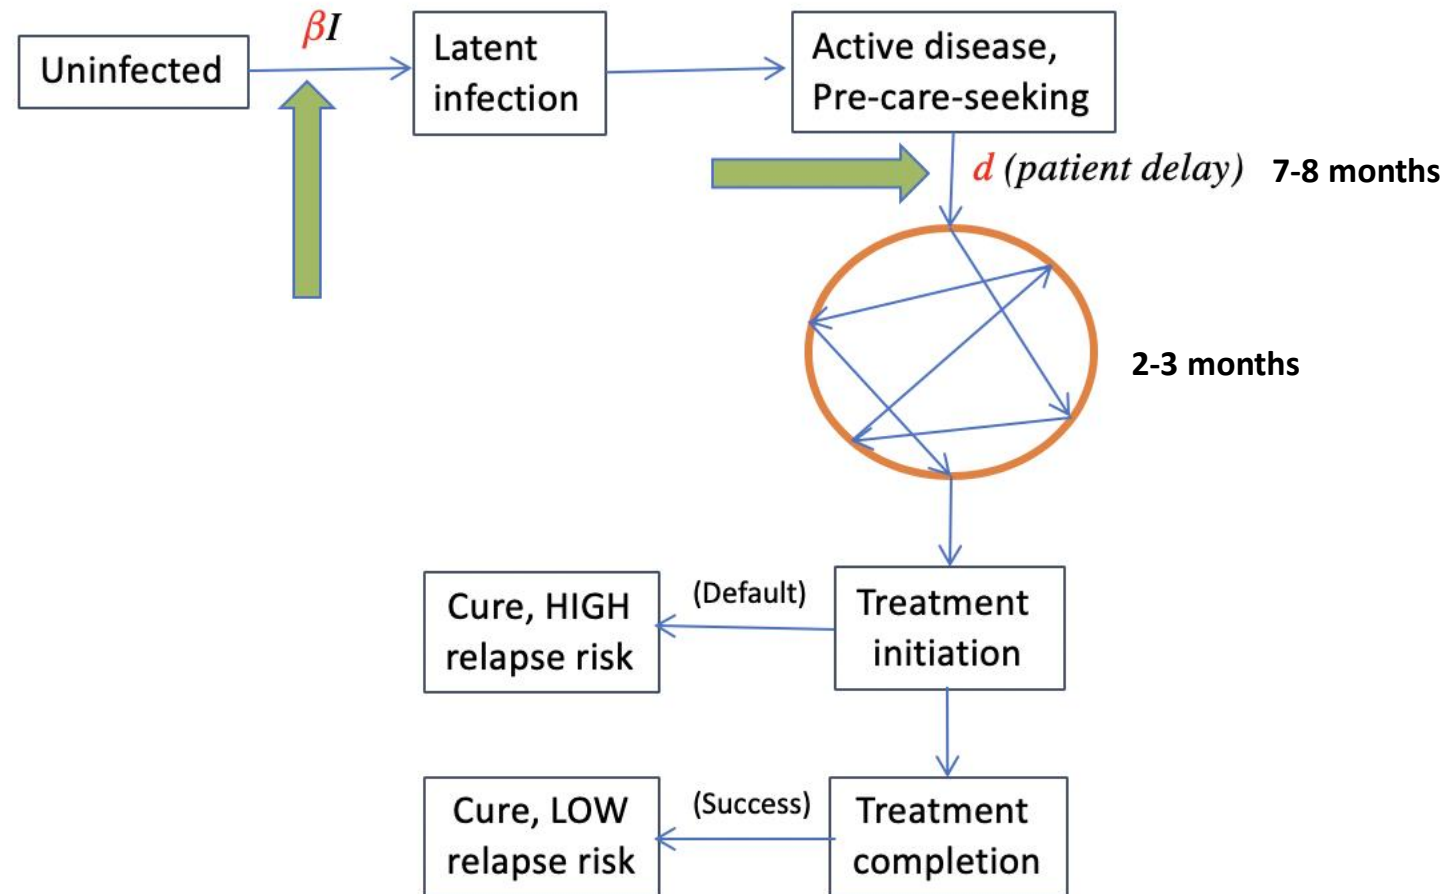 Uninfected
βI
Latent
infection
Active disease,
Pre-care-seeking
d (patient delay) 7-8 months
2-3 months
Treatment
initiation
(Default)
Cure, HIGH
relapse risk
Treatment
completion
(Success)
Cure, LOW
relapse risk